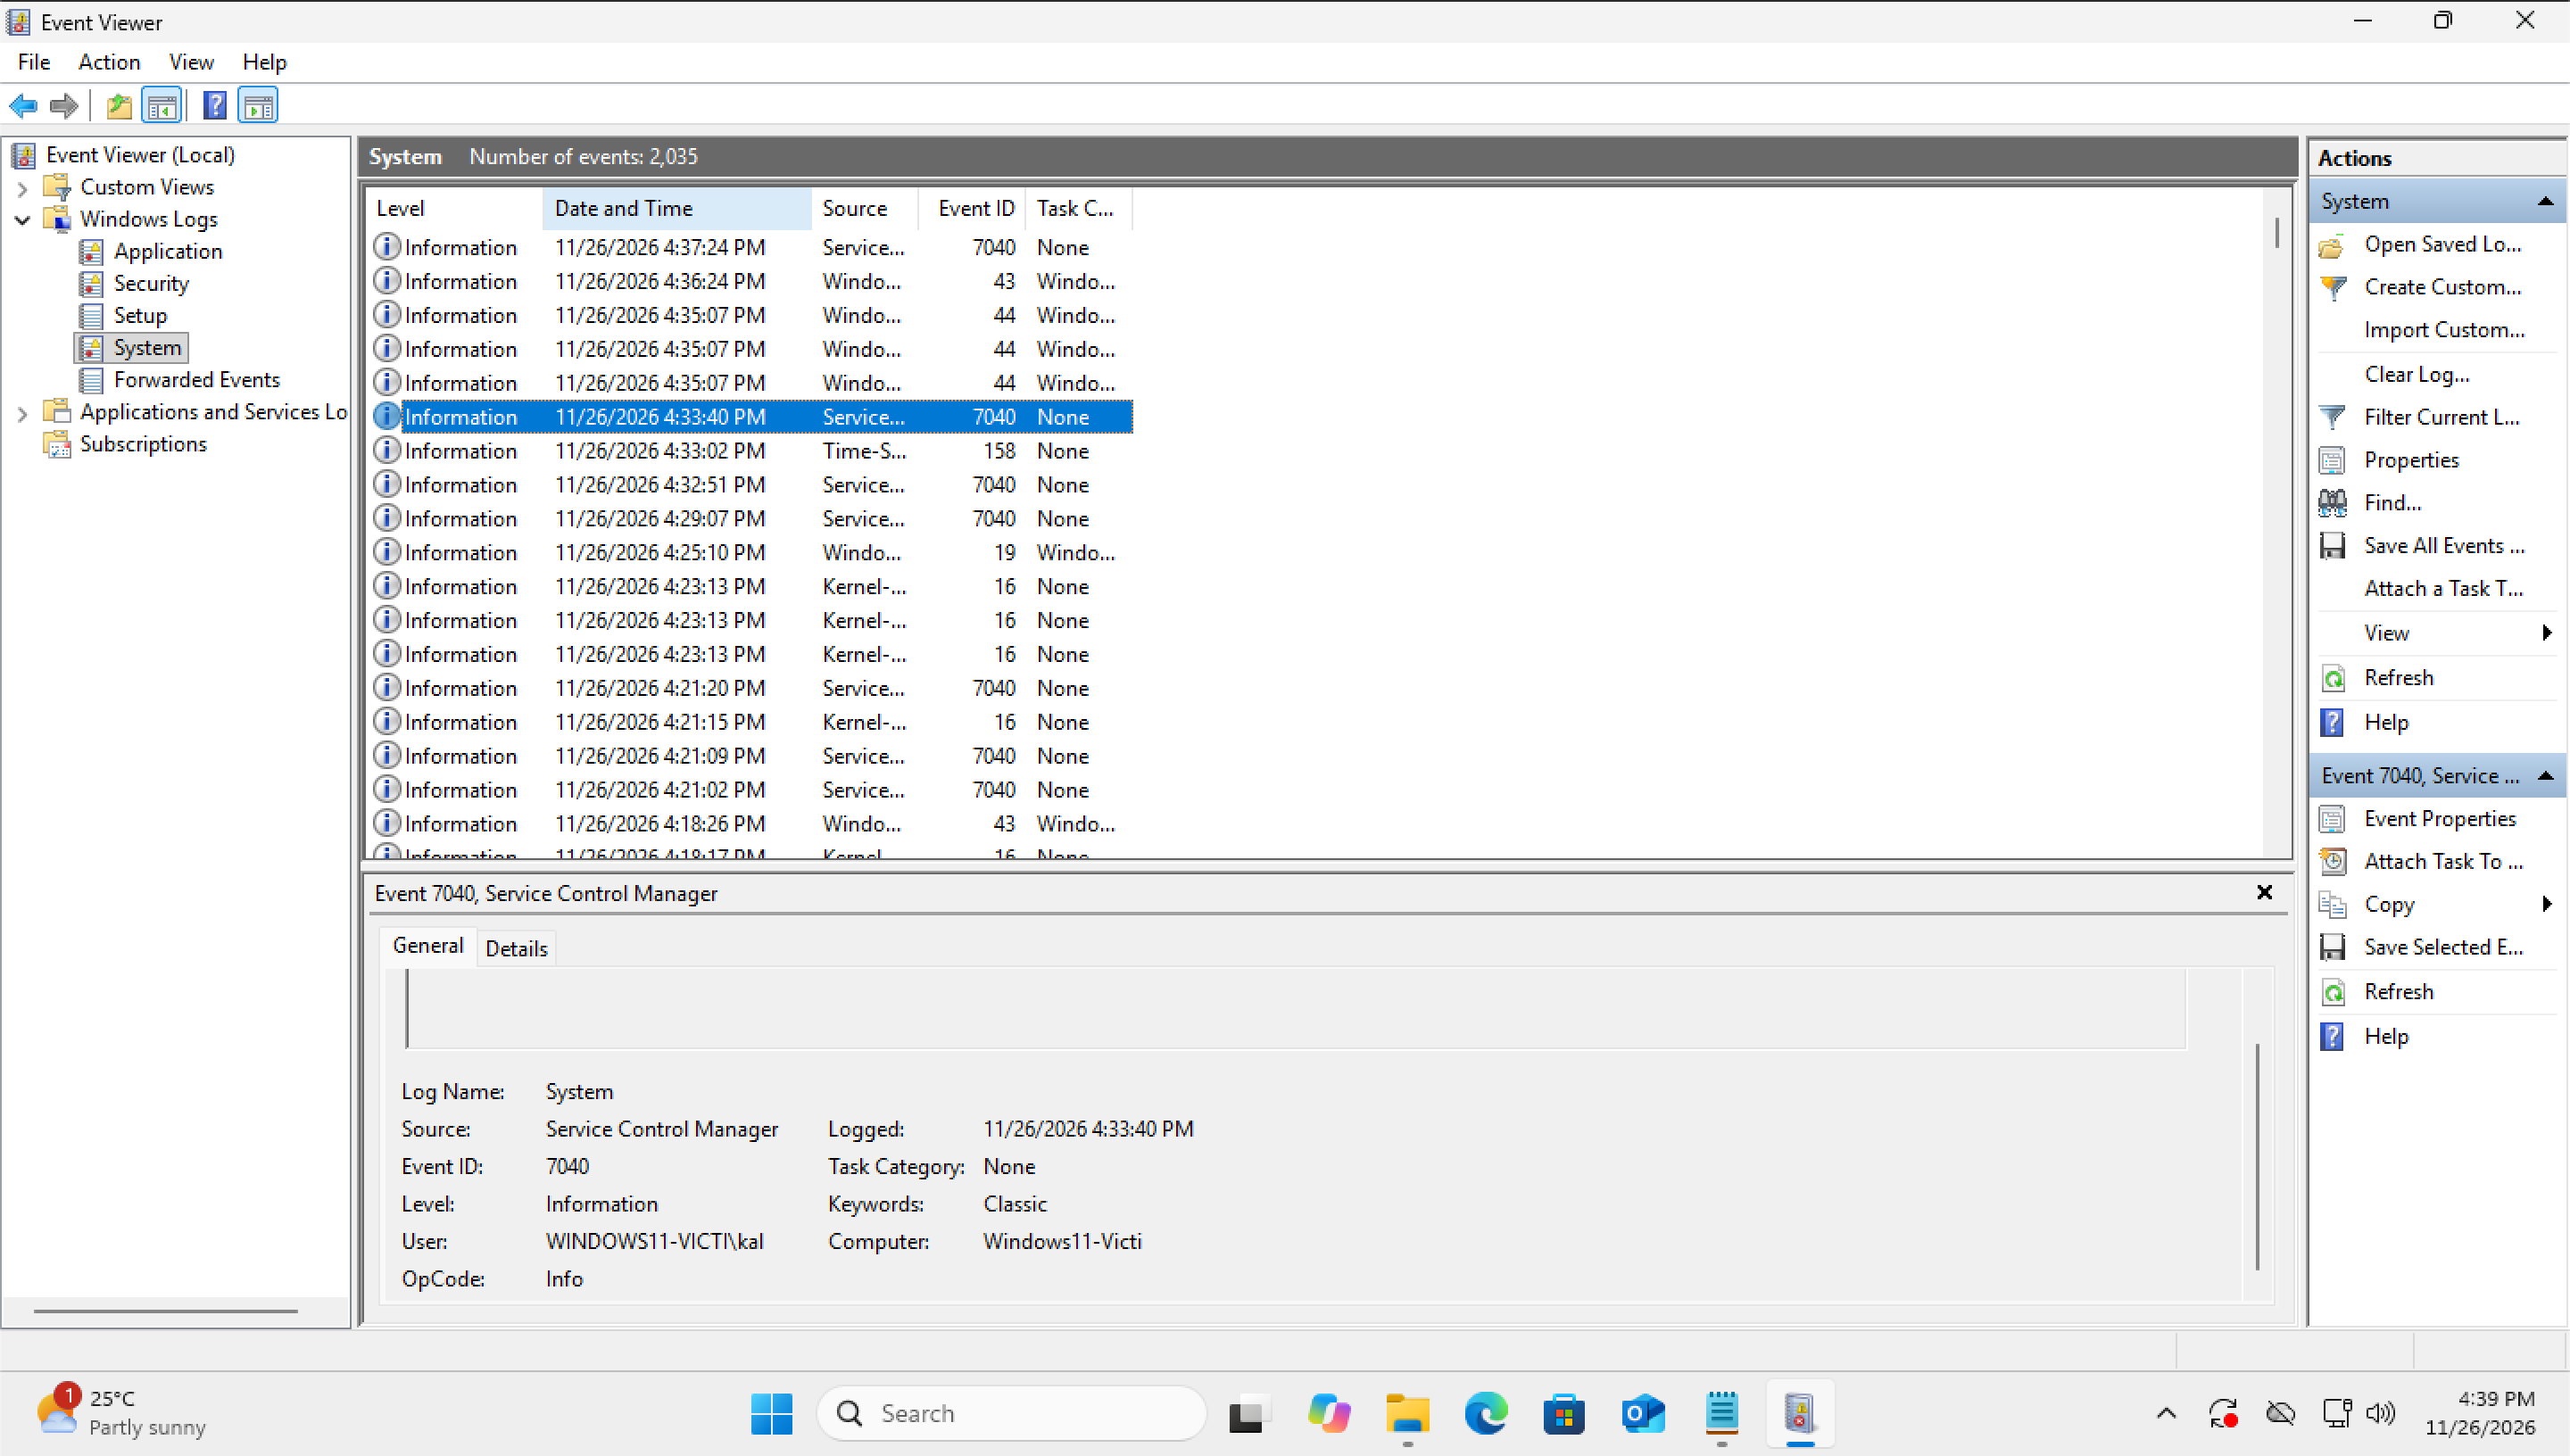 Event Viewer
File Action View Help
Event Viewer (Local)
Custom Views
Windows Logs
Application
Security
Setup
System
Forwarded Events
Applications and Services Lo
Subscriptions
System Number of events: 2,035
Level Date and Time Source Event ID Task C...
Information 11/26/2026 4:37:24 PM Service... 7040 None
Information 11/26/2026 4:36:24 PM Windo... 43 Windo...
Information 11/26/2026 4:35:07 PM Windo... 44 Windo...
Information 11/26/2026 4:35:07 PM Windo... 44 Windo...
Information 11/26/2026 4:35:07 PM Windo... 44 Windo...
Information 11/26/2026 4:33:40 PM Service... 7040 None
Information 11/26/2026 4:33:02 PM Time-S... 158 None
Information 11/26/2026 4:32:51 PM Service... 7040 None
Information 11/26/2026 4:29:07 PM Service... 7040 None
Information 11/26/2026 4:25:10 PM Windo... 19 Windo...
Information 11/26/2026 4:23:13 PM Kernel-... 16 None
Information 11/26/2026 4:23:13 PM Kernel-... 16 None
Information 11/26/2026 4:23:13 PM Kernel-... 16 None
Information 11/26/2026 4:21:20 PM Service... 7040 None
Information 11/26/2026 4:21:15 PM Kernel-... 16 None
Information 11/26/2026 4:21:09 PM Service... 7040 None
Information 11/26/2026 4:21:02 PM Service... 7040 None
Information 11/26/2026 4:18:26 PM Windo... 43 Windo...
Information 11/26/2026 4:18:17 PM Kernel 16 None
Event 7040, Service Control Manager
General Details
Log Name: System
Source: Service Control Manager Logged: 11/26/2026 4:33:40 PM
Event ID: 7040 Task Category: None
Level: Information Keywords: Classic
User: WINDOWS11-VICTI\kal Computer: Windows11-Victi
OpCode: Info
Actions
System
Open Saved Lo...
Create Custom...
Import Custom...
Clear Log...
Filter Current L...
Properties
Find...
Save All Events ...
Attach a Task T...
View
Refresh
Help
Event 7040, Service ...
Event Properties
Attach Task To ...
Copy
Save Selected E...
Refresh
Help
1
25°C
Partly sunny
Search
4:39 PM
11/26/2026